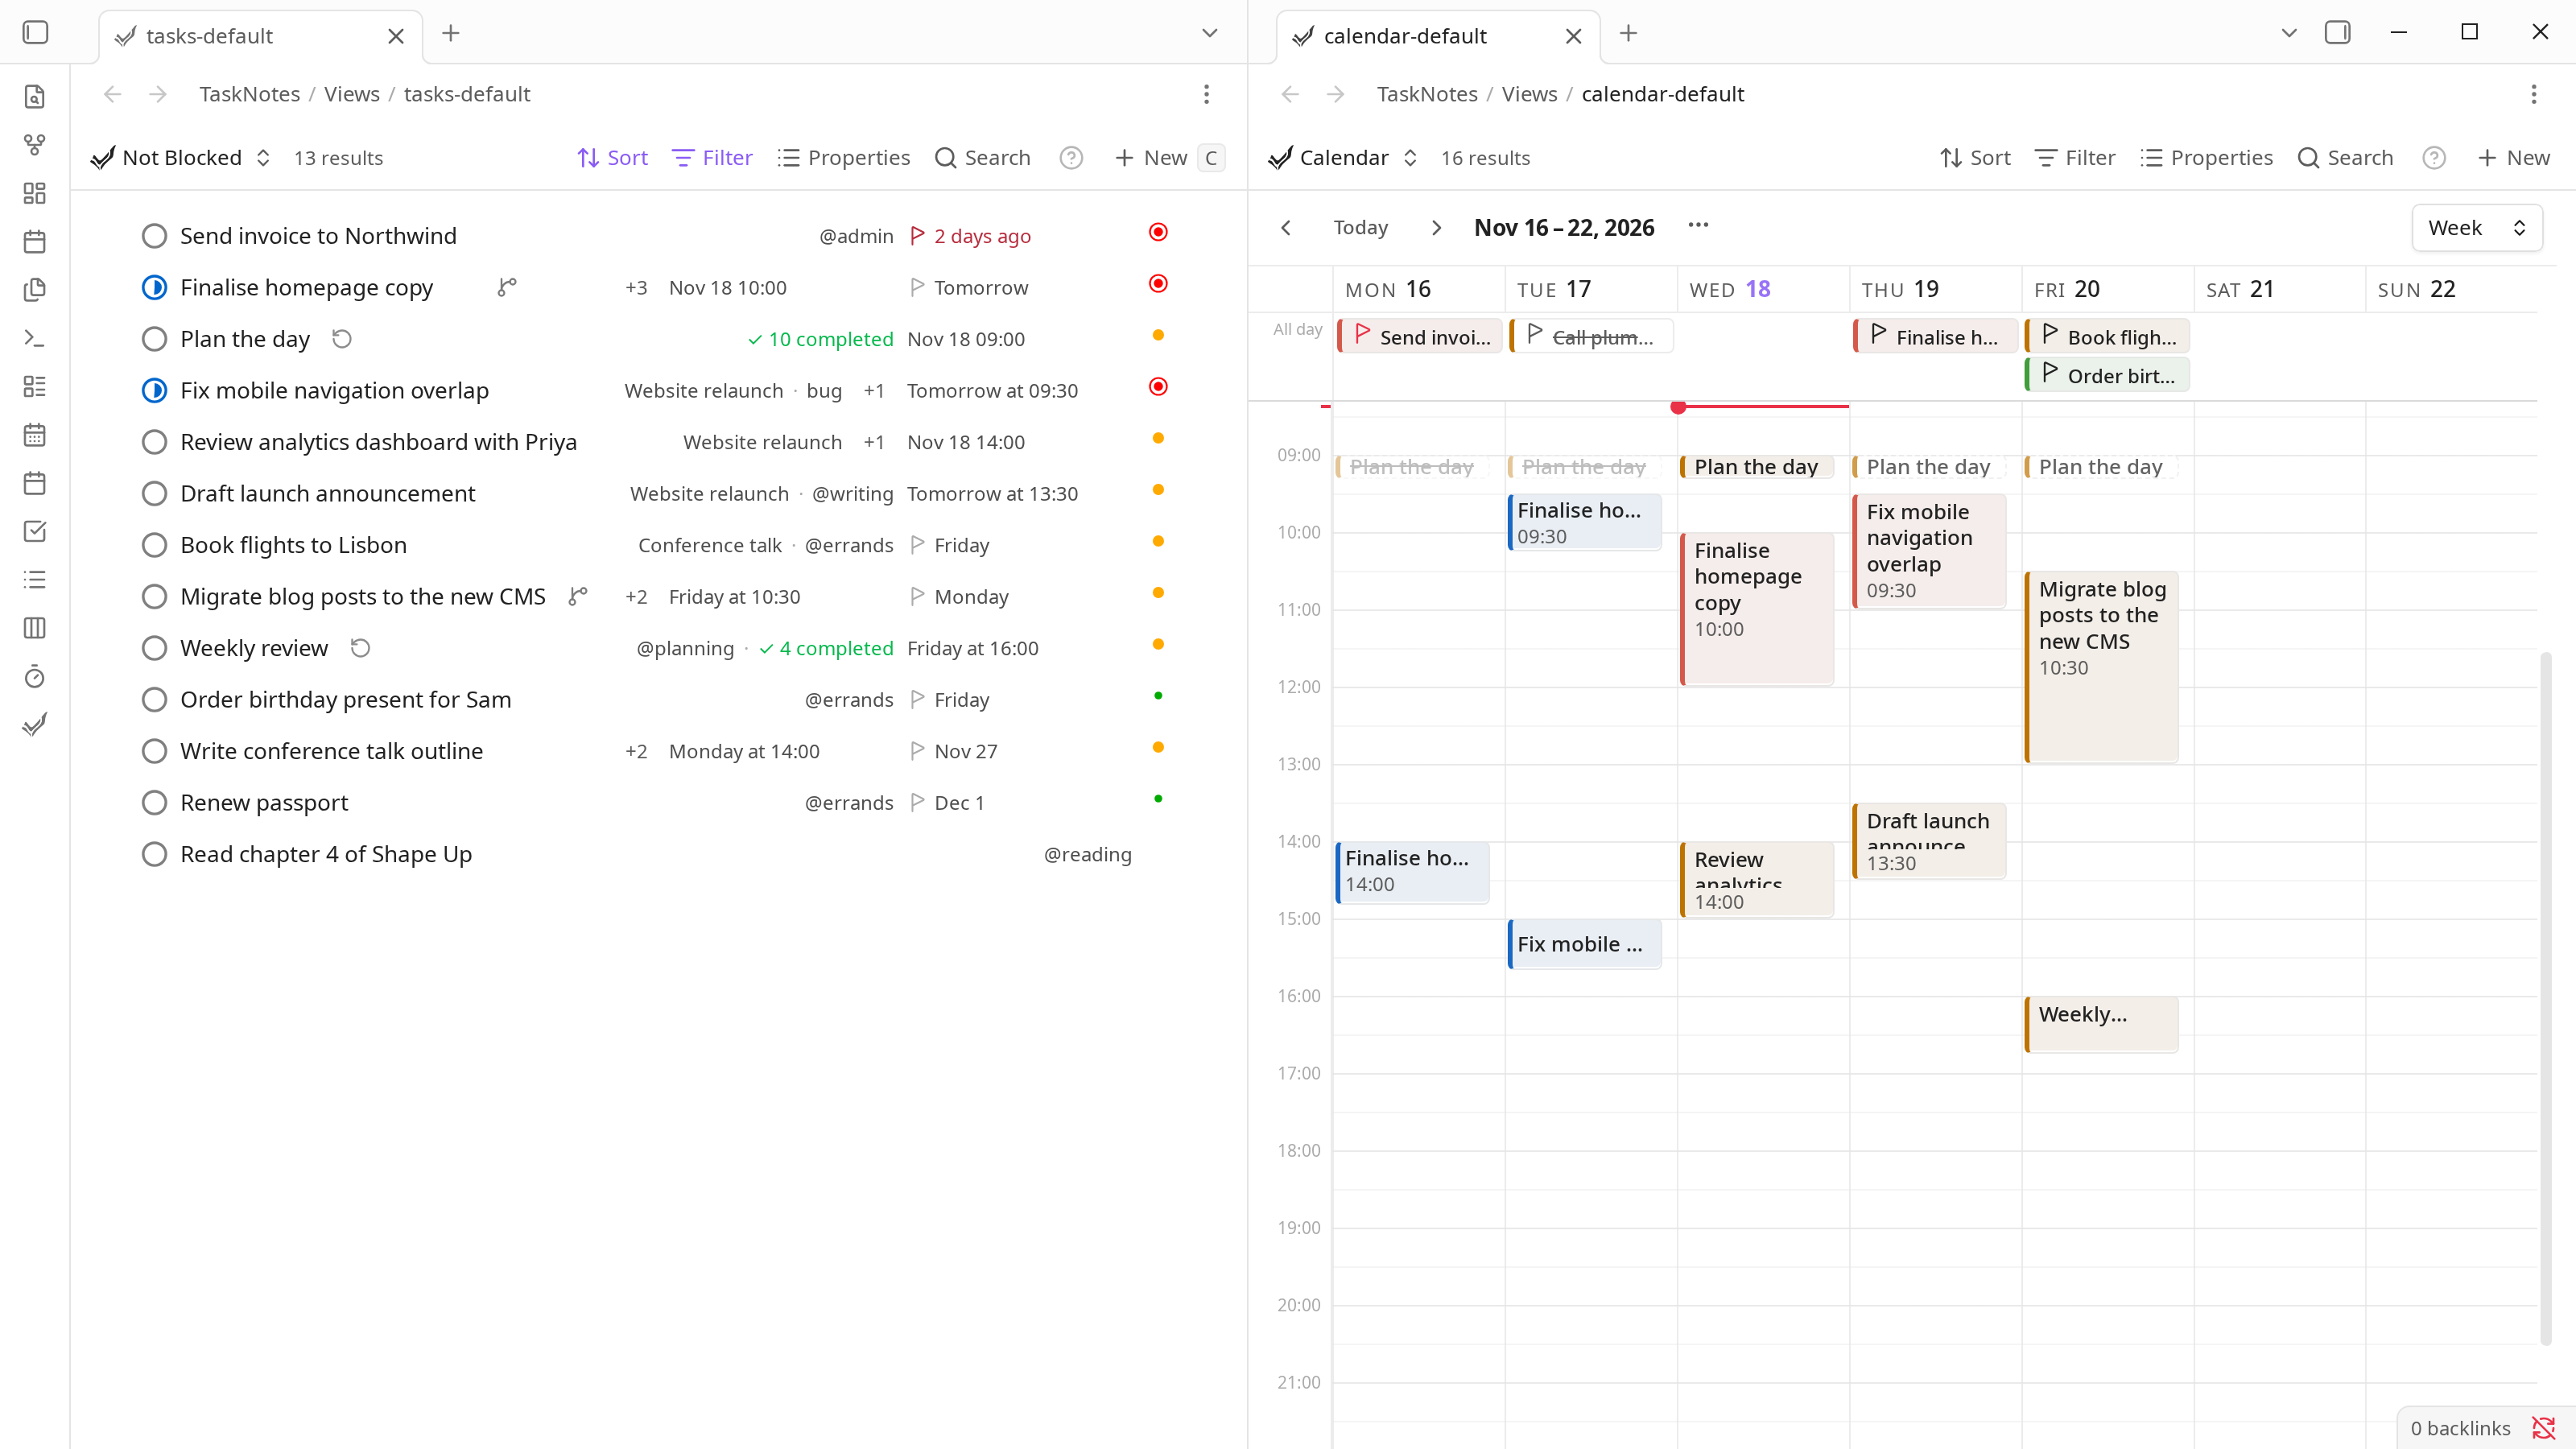 tasks-default
calendar-default
TaskNotes / Views / tasks-default
TaskNotes / Views / calendar-default
Not Blocked 13 results Sort Filter Properties Search New C
Calendar 16 results Sort Filter Properties Search New
Send invoice to Northwind @admin 2 days ago
Finalise homepage copy +3 Nov 18 10:00 Tomorrow
Plan the day ✓ 10 completed Nov 18 09:00
Fix mobile navigation overlap Website relaunch · bug +1 Tomorrow at 09:30
Review analytics dashboard with Priya Website relaunch +1 Nov 18 14:00
Draft launch announcement Website relaunch · @writing Tomorrow at 13:30
Book flights to Lisbon Conference talk · @errands Friday
Migrate blog posts to the new CMS +2 Friday at 10:30 Monday
Weekly review @planning · ✓ 4 completed Friday at 16:00
Order birthday present for Sam @errands Friday
Write conference talk outline +2 Monday at 14:00 Nov 27
Renew passport @errands Dec 1
Read chapter 4 of Shape Up @reading
Today Nov 16 – 22, 2026 ··· Week
MON 16 TUE 17 WED 18 THU 19 FRI 20 SAT 21 SUN 22
All day Send invoi... Call plum... Finalise h... Book fligh...
Order birt...
09:00
Plan the day Plan the day Plan the day Plan the day Plan the day
Finalise ho...
09:30
Fix mobile
navigation
overlap
09:30
10:00
Finalise
homepage
copy
10:00
Migrate blog
posts to the
new CMS
10:30
11:00
12:00
13:00
Draft launch
announce
13:30
14:00
Finalise ho...
14:00
Review
analytics
14:00
15:00
Fix mobile ...
16:00
Weekly...
17:00
18:00
19:00
20:00
21:00
0 backlinks